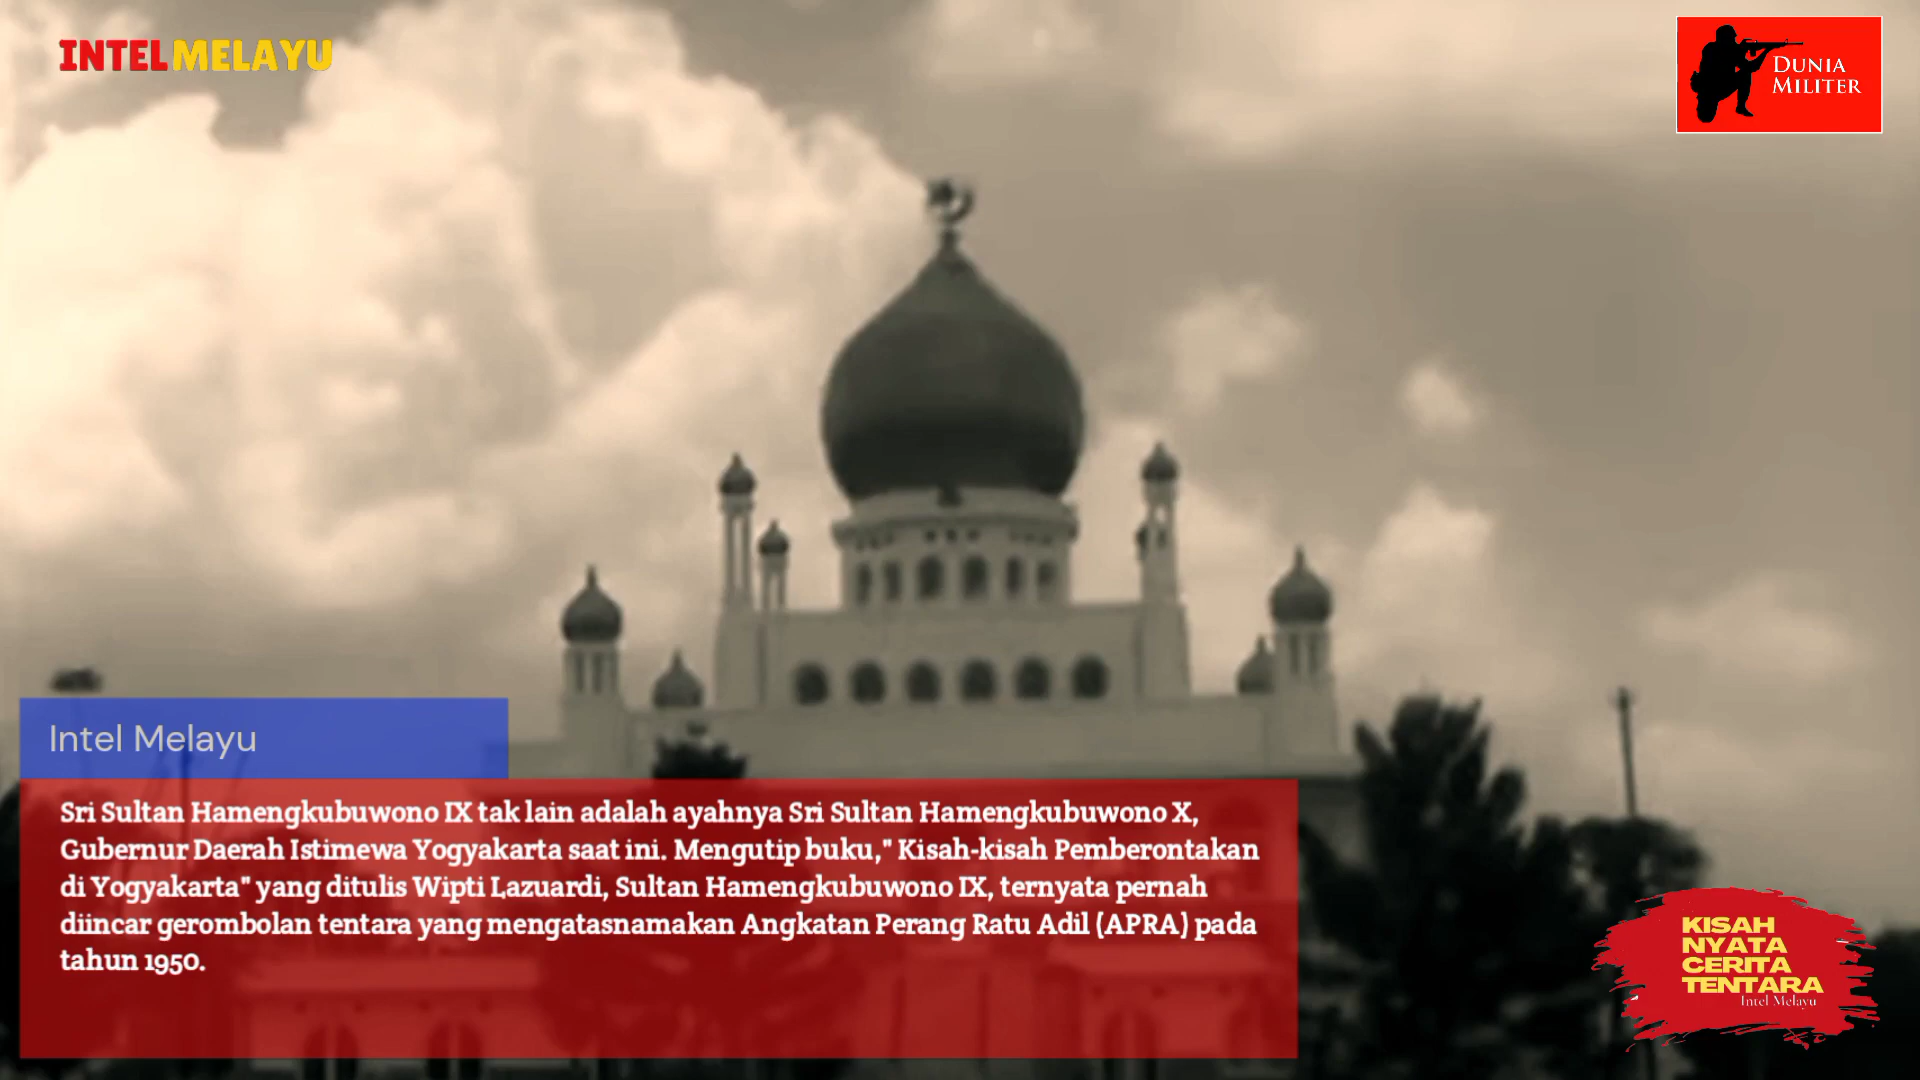 INTELMELAYU
DUNIA
MILITER
Intel Melayu
Sri Sultan Hamengkubuwono IX tak lain adalah ayahnya Sri Sultan Hamengkubuwono X,
Gubernur Daerah Istimewa Yogyakarta saat ini. Mengutip buku," Kisah-kisah Pemberontakan
di Yogyakarta" yang ditulis Wipti Lazuardi, Sultan Hamengkubuwono IX, ternyata pernah
diincar gerombolan tentara yang mengatasnamakan Angkatan Perang Ratu Adil (APRA) pada
tahun 1950.
KISAH
NYATA
CERITA
TENTARA
Intel Melayu